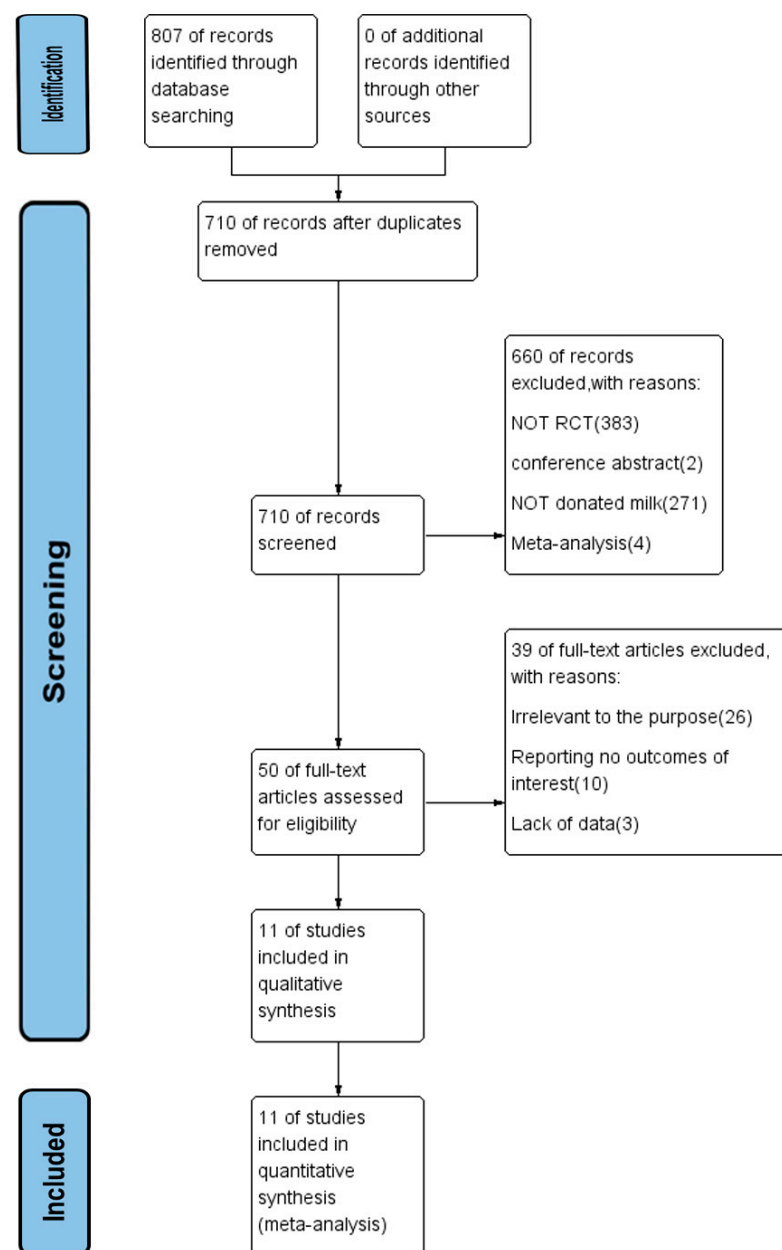 Identification
807 of records
identified through
database
searching
0 of additional
records identified
through other
sources
Screening
710 of records after duplicates
removed
660 of records
excluded,with reasons:
NOT RCT(383)
conference abstract(2)
NOT donated milk(271)
Meta-analysis(4)
710 of records
screened
39 of full-text articles excluded,
with reasons:
Irrelevant to the purpose(26)
Reporting no outcomes of
interest(10)
Lack of data(3)
50 of full-text
articles assessed
for eligibility
11 of studies
included in
qualitative
synthesis
Included
11 of studies
included in
quantitative
synthesis
(meta-analysis)